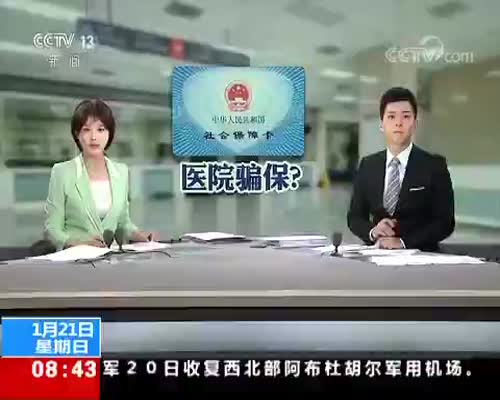 CCTV 13
新闻
CCTV.com
中华人民共和国
社会保障卡
医院骗保?
1月21日
星期日
08:43
军20日收复西北部阿布杜胡尔军用机场。